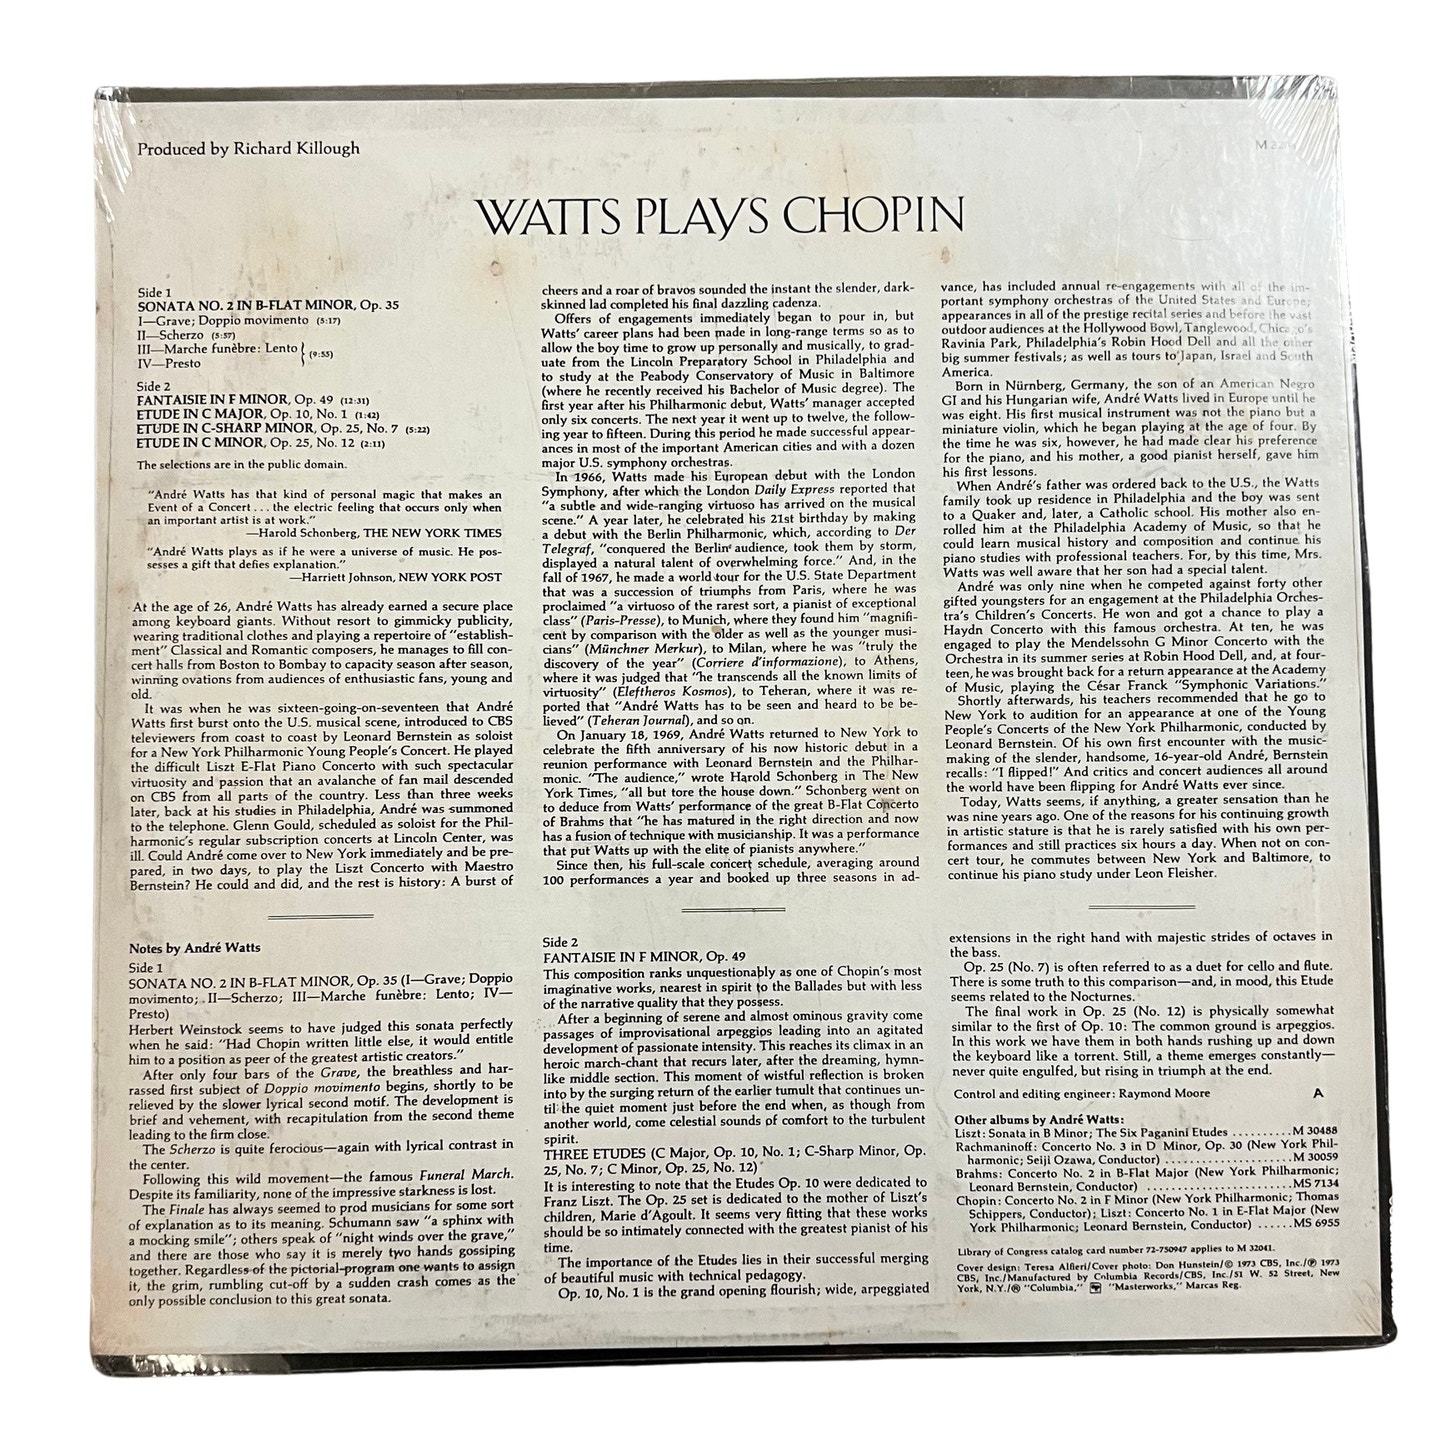 Produced by Richard Killough
M 32
WATTS PLAYS CHOPIN
Side 1
SONATA NO. 2 IN B-FLAT MINOR, Op. 35
I—Grave; Doppio movimento (5:17)
II—Scherzo (5:57)
III—Marche funèbre: Lento
IV—Presto
(9:55)
Side 2
FANTAISIE IN F MINOR, Op. 49 (12:31)
ETUDE IN C MAJOR, Op. 10, No. 1 (1:42)
ETUDE IN C-SHARP MINOR, Op. 25, No. 7 (5:22)
ETUDE IN C MINOR, Op. 25, No. 12 (2:11)
The selections are in the public domain.
"André Watts has that kind of personal magic that makes an
Event of a Concert . . . the electric feeling that occurs only when
an important artist is at work."
—Harold Schonberg, THE NEW YORK TIMES
"André Watts plays as if he were a universe of music. He pos-
sesses a gift that defies explanation."
—Harriett Johnson, NEW YORK POST
At the age of 26, André Watts has already earned a secure place
among keyboard giants. Without resort to gimmicky publicity,
wearing traditional clothes and playing a repertoire of "establish-
ment" Classical and Romantic composers, he manages to fill con-
cert halls from Boston to Bombay to capacity season after season,
winning ovations from audiences of enthusiastic fans, young and
old.
It was when he was sixteen-going-on-seventeen that André
Watts first burst onto the U.S. musical scene, introduced to CBS
televiewers from coast to coast by Leonard Bernstein as soloist
for a New York Philharmonic Young People's Concert. He played
the difficult Liszt E-Flat Piano Concerto with such spectacular
virtuosity and passion that an avalanche of fan mail descended
on CBS from all parts of the country. Less than three weeks
later, back at his studies in Philadelphia, André was summoned
to the telephone. Glenn Gould, scheduled as soloist for the Phil-
harmonic's regular subscription concerts at Lincoln Center, was
ill. Could André come over to New York immediately and be pre-
pared, in two days, to play the Liszt Concerto with Maestro
Bernstein? He could and did, and the rest is history: A burst of
cheers and a roar of bravos sounded the instant the slender, dark-
skinned lad completed his final dazzling cadenza.
Offers of engagements immediately began to pour in, but
Watts' career plans had been made in long-range terms so as to
allow the boy time to grow up personally and musically, to grad-
uate from Lincoln Preparatory School in Philadelphia and
to study at the Peabody Conservatory of Music in Baltimore
(where he recently received his Bachelor of Music degree). The
first year after his Philharmonic debut, Watts' manager accepted
only six concerts. The next year it went up to twelve, the follow-
ing year to fifteen. During this period he made successful appear-
ances in most of the important American cities and with a dozen
major U.S. symphony orchestras.
In 1966, Watts made his European debut with the London
Symphony, after which the London Daily Express reported that
"a subtle and wide-ranging virtuoso has arrived on the musical
scene." A year later, he celebrated his 21st birthday by making
a debut with the Berlin Philharmonic, which, according to Der
Telegraf, "conquered the Berlin audience, took them by storm,
displayed a natural talent of overwhelming force." And, in the
fall of 1967, he made a world tour for the U.S. State Department
that was a succession of triumphs from Paris, where he was
proclaimed "a virtuoso of the rarest sort, a pianist of exceptional
class" (Paris-Presse), to Munich, where they found him "magnifi-
cent by comparison with the older as well as the younger musi-
cians" (Münchner Merkur), to Milan, where he was "truly the
discovery of the year" (Corriere d'informazione), to Athens,
where it was judged that "he transcends all the known limits of
virtuosity" (Eleftheros Kosmos), to Teheran, where it was re-
ported that "André Watts has to be seen and heard to be be-
lieved" (Teheran Journal), and so on.
On January 18, 1969, André Watts returned to New York to
celebrate the fifth anniversary of his now historic debut in a
reunion performance with Leonard Bernstein and the Philhar-
monic. "The audience," wrote Harold Schonberg in The New
York Times, "all but tore the house down." Schonberg went on
to deduce from Watts' performance of the great B-Flat Concerto
of Brahms that "he has matured in the right direction and now
has a fusion of technique with musicianship. It was a performance
that put Watts up with the elite of pianists anywhere."
Since then, his full-scale concert schedule, averaging around
100 performances a year and booked up three seasons in ad-
vance, has included annual re-engagements with all of the im-
portant symphony orchestras of the United States and Europe;
appearances in all of the prestige recital series and before the vast
outdoor audiences at the Hollywood Bowl, Tanglewood, Chicago's
Ravinia Park, Philadelphia's Robin Hood Dell and all the other
big summer festivals; as well as tours to Japan, Israel and South
America.
Born in Nürnberg, Germany, the son of an American Negro
GI and his Hungarian wife, André Watts lived in Europe until he
was eight. His first musical instrument was not the piano but a
miniature violin, which he began playing at the age of four. By
the time he was six, however, he had made clear his preference
for the piano, and his mother, a good pianist herself, gave him
his first lessons.
When André's father was ordered back to the U.S., the Watts
family took up residence in Philadelphia and the boy was sent
to a Quaker and, later, a Catholic school. His mother also en-
rolled him at the Philadelphia Academy of Music, so that he
could learn musical history and composition and continue his
piano studies with professional teachers. For, by this time, Mrs.
Watts was well aware that her son had a special talent.
André was only nine when he competed against forty other
gifted youngsters for an engagement at the Philadelphia Orches-
tra's Children's Concerts. He won and got a chance to play a
Haydn Concerto with this famous orchestra. At ten, he was
engaged to play the Mendelssohn G Minor Concerto with the
Orchestra in its summer series at Robin Hood Dell, and, at four-
teen, he was brought back for a return appearance at the Academy
of Music, playing the César Franck "Symphonic Variations."
Shortly afterwards, his teachers recommended that he go to
New York to audition for an appearance at one of the Young
People's Concerts of the New York Philharmonic, conducted by
Leonard Bernstein. Of his own first encounter with the music-
making of the slender, handsome, 16-year-old André, Bernstein
recalls: "I flipped!" And critics and concert audiences all around
the world have been flipping for André Watts ever since.
Today, Watts seems, if anything, a greater sensation than he
was nine years ago. One of the reasons for his continuing growth
in artistic stature is that he is rarely satisfied with his own per-
formances and still practices six hours a day. When not on con-
cert tour, he commutes between New York and Baltimore, to
continue his piano study under Leon Fleisher.
Notes by André Watts
Side 1
SONATA NO. 2 IN B-FLAT MINOR, Op. 35 (I—Grave; Doppio
movimento; II—Scherzo; III—Marche funèbre: Lento; IV—
Presto)
Herbert Weinstock seems to have judged this sonata perfectly
when he said: "Had Chopin written little else, it would entitle
him to a position as peer of the greatest artistic creators."
After only four bars of the Grave, the breathless and har-
rassed first subject of Doppio movimento begins, shortly to be
relieved by the slower lyrical second motif. The development is
brief and vehement, with recapitulation from the second theme
leading to the firm close.
The Scherzo is quite ferocious—again with lyrical contrast in
the center.
Following this wild movement—the famous Funeral March.
Despite its familiarity, none of the impressive starkness is lost.
The Finale has always seemed to prod musicians for some sort
of explanation as to its meaning. Schumann saw "a sphinx with
a mocking smile"; others speak of "night winds over the grave,"
and there are those who say it is merely two hands gossiping
together. Regardless of the pictorial-program one wants to assign
it, the grim, rumbling cut-off by a sudden crash comes as the
only possible conclusion to this great sonata.
Side 2
FANTAISIE IN F MINOR, Op. 49
This composition ranks unquestionably as one of Chopin's most
imaginative works, nearest in spirit to the Ballades but with less
of the narrative quality that they possess.
After a beginning of serene and almost ominous gravity come
passages of improvisational arpeggios leading into an agitated
development of passionate intensity. This reaches its climax in an
heroic march-chant that recurs later, after the dreaming, hymn-
like middle section. This moment of wistful reflection is broken
into by the surging return of the earlier tumult that continues un-
til the quiet moment just before the end when, as though from
another world, come celestial sounds of comfort to the turbulent
spirit.
THREE ETUDES (C Major, Op. 10, No. 1; C-Sharp Minor, Op.
25, No. 7; C Minor, Op. 25, No. 12)
It is interesting to note that the Etudes Op. 10 were dedicated to
Franz Liszt. The Op. 25 set is dedicated to the mother of Liszt's
children, Marie d'Agoult. It seems very fitting that these works
should be so intimately connected with the greatest pianist of his
time.
The importance of the Etudes lies in their successful merging
of beautiful music with technical pedagogy.
Op. 10, No. 1 is the grand opening flourish; wide, arpeggiated
extensions in the right hand with majestic strides of octaves in
the bass.
Op. 25 (No. 7) is often referred to as a duet for cello and flute.
There is some truth to this comparison—and, in mood, this Etude
seems related to the Nocturnes.
The final work in Op. 25 (No. 12) is physically somewhat
similar to the first of Op. 10: The common ground is arpeggios.
In this work we have them in both hands rushing up and down
the keyboard like a torrent. Still, a theme emerges constantly—
never quite engulfed, but rising in triumph at the end.
Control and editing engineer: Raymond Moore
A
Other albums by André Watts:
Liszt: Sonata in B Minor; The Six Paganini Etudes .......... M 30488
Rachmaninoff: Concerto No. 3 in D Minor, Op. 30 (New York Phil-
harmonic; Seiji Ozawa, Conductor) ..................... M 30059
Brahms: Concerto No. 2 in B-Flat Major (New York Philharmonic;
Leonard Bernstein, Conductor) ........................ MS 7134
Chopin: Concerto No. 2 in F Minor (New York Philharmonic; Thomas
Schippers, Conductor); Liszt: Concerto No. 1 in E-Flat Major (New
York Philharmonic; Leonard Bernstein, Conductor) ...... MS 6955
Library of Congress catalog card number 72-750947 applies to M 32041.
Cover design: Teresa Alfieri/Cover photo: Don Hunstein/© 1973 CBS, Inc./℗ 1973
CBS, Inc./Manufactured by Columbia Records/CBS, Inc./51 W. 52 Street, New
York, N.Y./® "Columbia," "Masterworks," Marcas Reg.